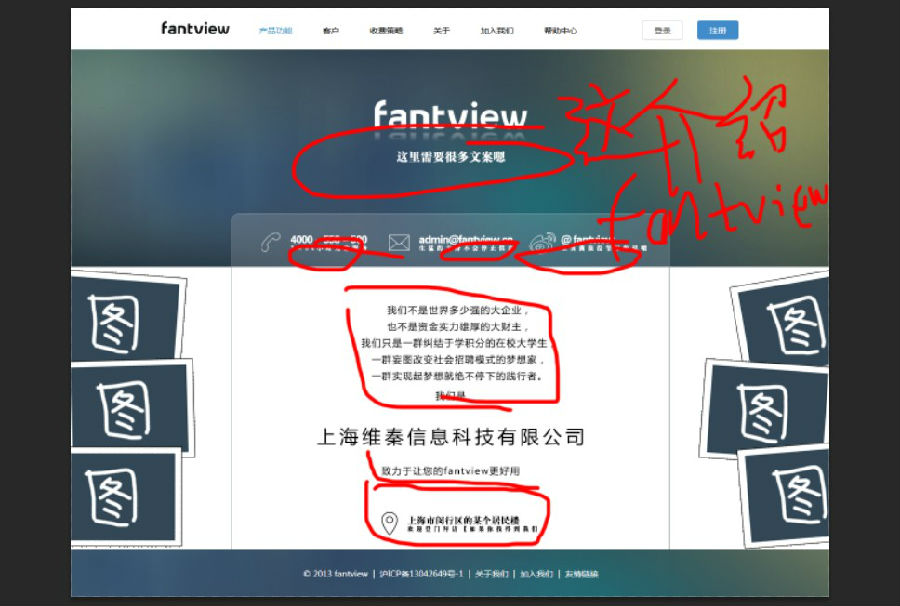 fantview 产品功能 客户 收费策略 关于 加入我们 帮助中心 登录 注册
fantview
这里需要很多文案嗯
这个介绍
fantview
4000
admin@fantview.cn
@fantview
我们不是世界多少强的大企业，
也不是资金实力雄厚的大财主，
我们只是一群纠结于学积分的在校大学生，
一群妄图改变社会招聘模式的梦想家，
一群实现起梦想就绝不停下的践行者。
我们是
上海维秦信息科技有限公司
致力于让您的fantview更好用
上海市闵行区的某个居民楼
图
图
图
图
图
图
© 2013 fantview | 沪ICP备13042649号-1 | 关于我们 | 加入我们 | 友情链接